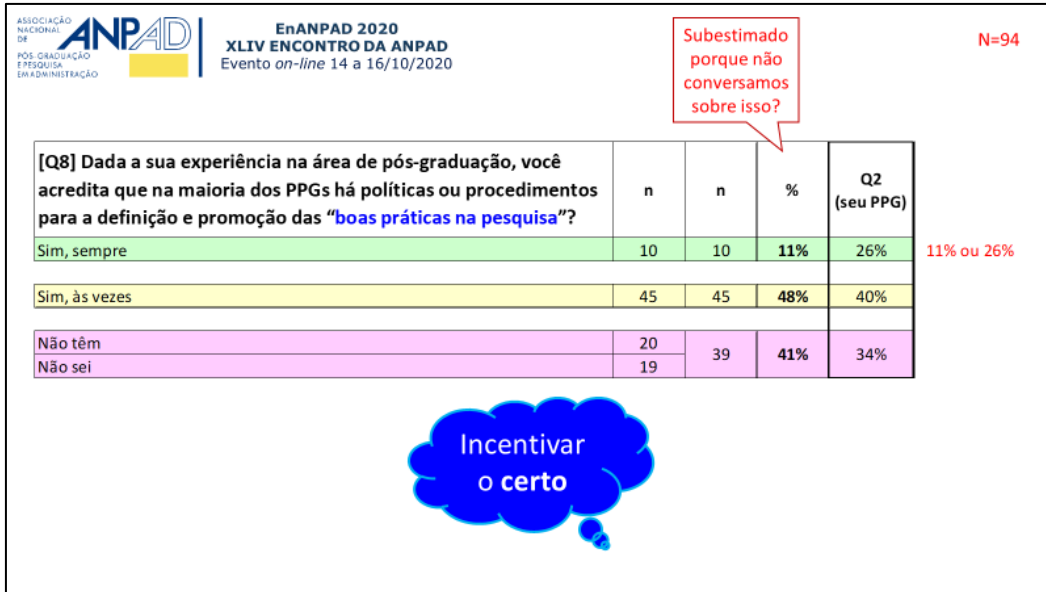 ASSOCIAÇÃO
NACIONAL
DE
PÓS-GRADUAÇÃO
E PESQUISA
EM ADMINISTRAÇÃO
ANPAD
EnANPAD 2020
XLIV ENCONTRO DA ANPAD
Evento on-line 14 a 16/10/2020
Subestimado
porque não
conversamos
sobre isso?
N=94
[Q8] Dada a sua experiência na área de pós-graduação, você
acredita que na maioria dos PPGs há políticas ou procedimentos
para a definição e promoção das “boas práticas na pesquisa”?
n n % Q2
(seu PPG)
Sim, sempre 10 10 11% 26% 11% ou 26%
Sim, às vezes 45 45 48% 40%
Não têm 20
39 41% 34%
Não sei 19
Incentivar
o certo